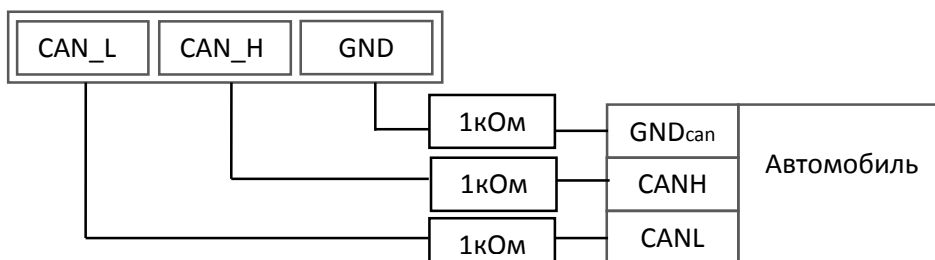 CAN_L CAN_H GND
1кОм GNDcan
Автомобиль
1кОм CANH
1кОм CANL